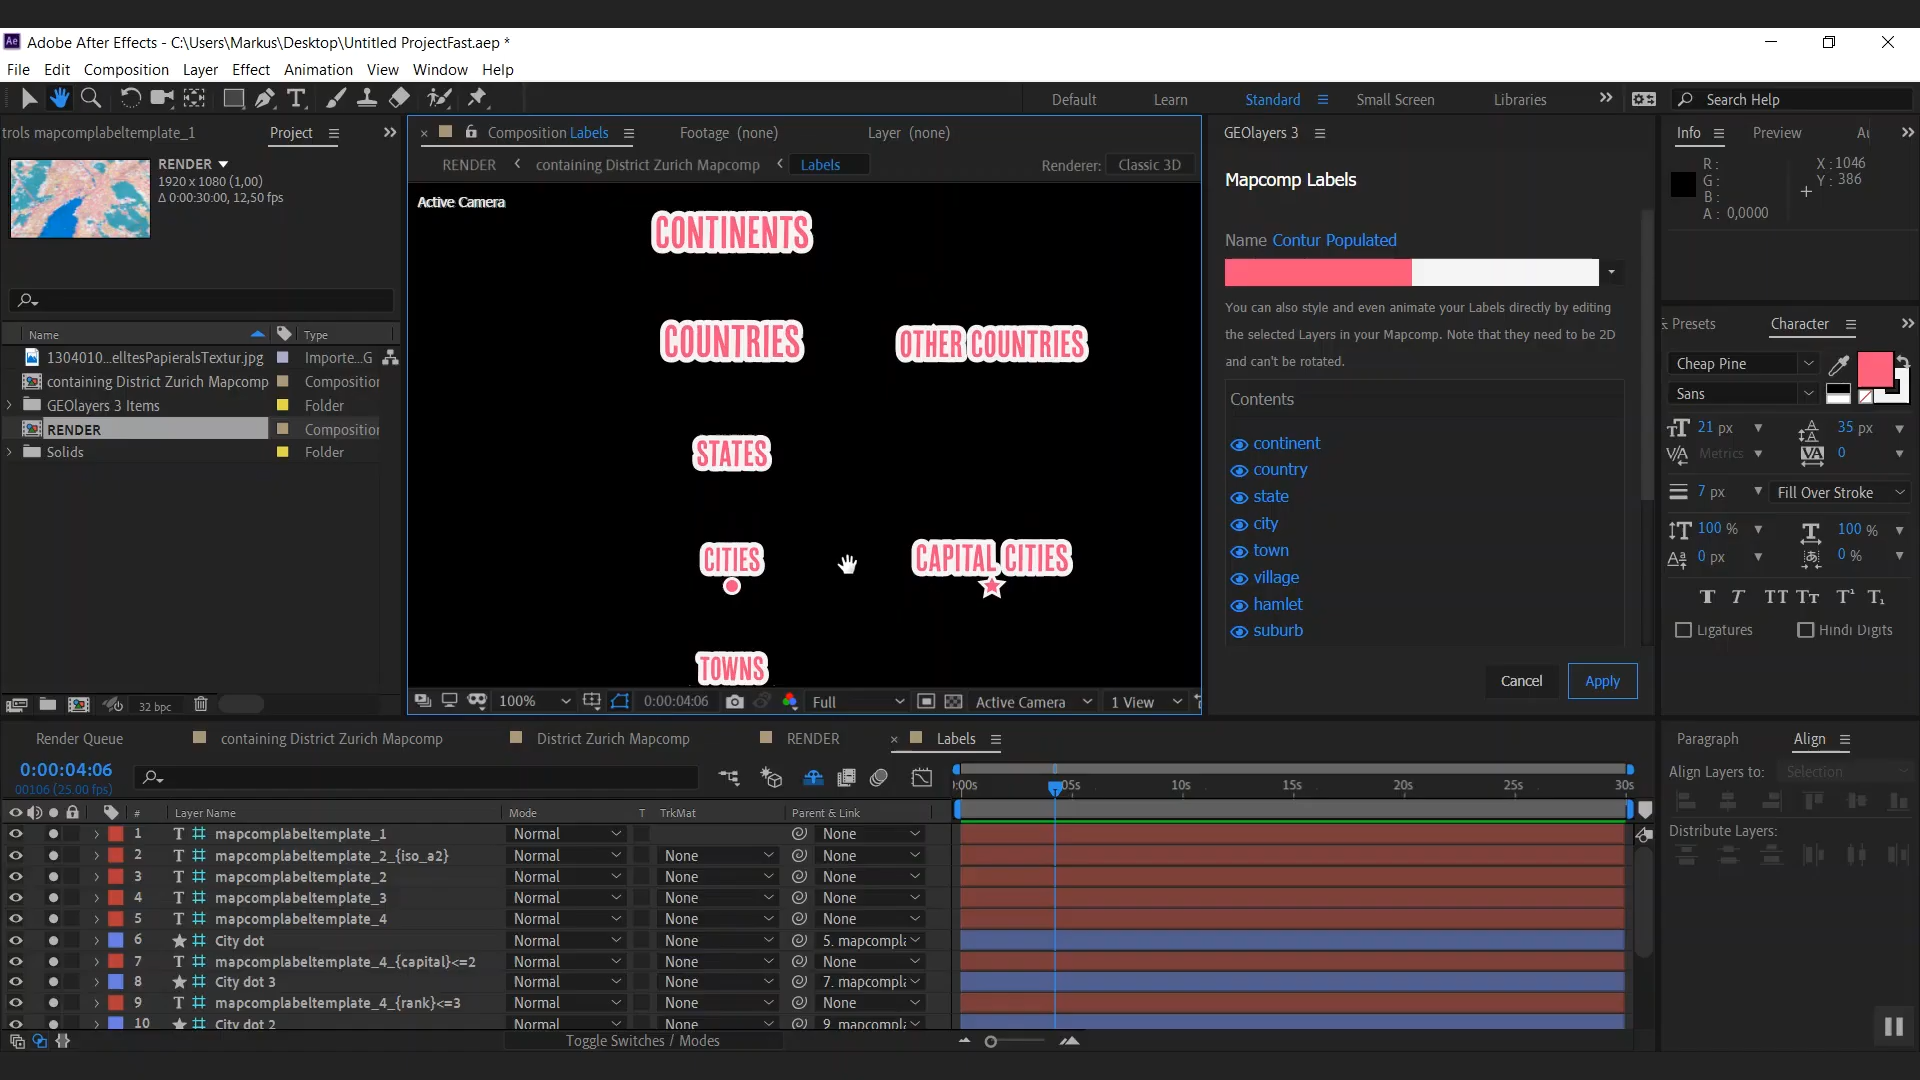 Adobe After Effects - C:\Users\Markus\Desktop\Untitled ProjectFast.aep *
File Edit Composition Layer Effect Animation View Window Help
Default Learn Standard Small Screen Libraries Search Help
trols mapcomplabeltemplate_1 Project
RENDER
1920 x 1080 (1,00)
Δ 0:00:30:00, 12,50 fps
Name Type
1304010...elltesPapieralsTextur.jpg Importe...G
containing District Zurich Mapcomp Composition
GEOlayers 3 Items Folder
RENDER Composition
Solids Folder
32 bpc
Composition Labels Footage (none) Layer (none)
RENDER containing District Zurich Mapcomp Labels Renderer: Classic 3D
Active Camera
CONTINENTS
COUNTRIES OTHER COUNTRIES
STATES
CITIES CAPITAL CITIES
TOWNS
100% 0:00:04:06 Full Active Camera 1 View
GEOlayers 3
Mapcomp Labels
Name Contur Populated
You can also style and even animate your Labels directly by editing
the selected Layers in your Mapcomp. Note that they need to be 2D
and can't be rotated.
Contents
continent
country
state
city
town
village
hamlet
suburb
Cancel Apply
Info Preview Au
R: X : 1046
G: Y : 386
B:
A: 0,0000
Presets Character
Cheap Pine
Sans
21 px 35 px
Metrics 0
7 px Fill Over Stroke
100 % 100 %
0 px 0 %
T T TT Tt T¹ T₁
Ligatures Hindi Digits
Paragraph Align
Align Layers to: Selection
Distribute Layers:
Render Queue containing District Zurich Mapcomp District Zurich Mapcomp RENDER Labels
0:00:04:06
00106 (25.00 fps)
):00s 05s 10s 15s 20s 25s 30s
# Layer Name Mode T TrkMat Parent & Link
1 mapcomplabeltemplate_1 Normal None
2 mapcomplabeltemplate_2_{iso_a2} Normal None None
3 mapcomplabeltemplate_2 Normal None None
4 mapcomplabeltemplate_3 Normal None None
5 mapcomplabeltemplate_4 Normal None None
6 City dot Normal None 5. mapcompla
7 mapcomplabeltemplate_4_{capital}<=2 Normal None None
8 City dot 3 Normal None 7. mapcompla
9 mapcomplabeltemplate_4_{rank}<=3 Normal None None
10 City dot 2 Normal None 9. mapcompla
Toggle Switches / Modes